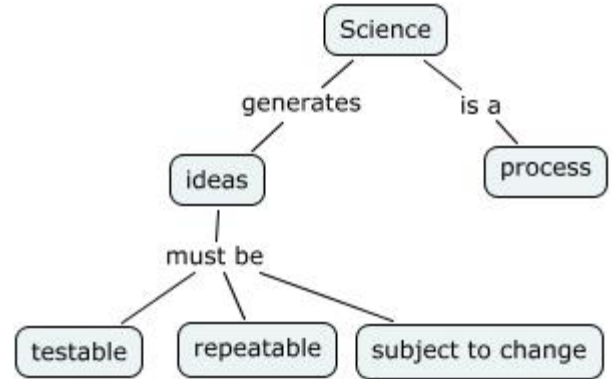 Science
generates
is a
ideas
process
must be
testable
repeatable
subject to change